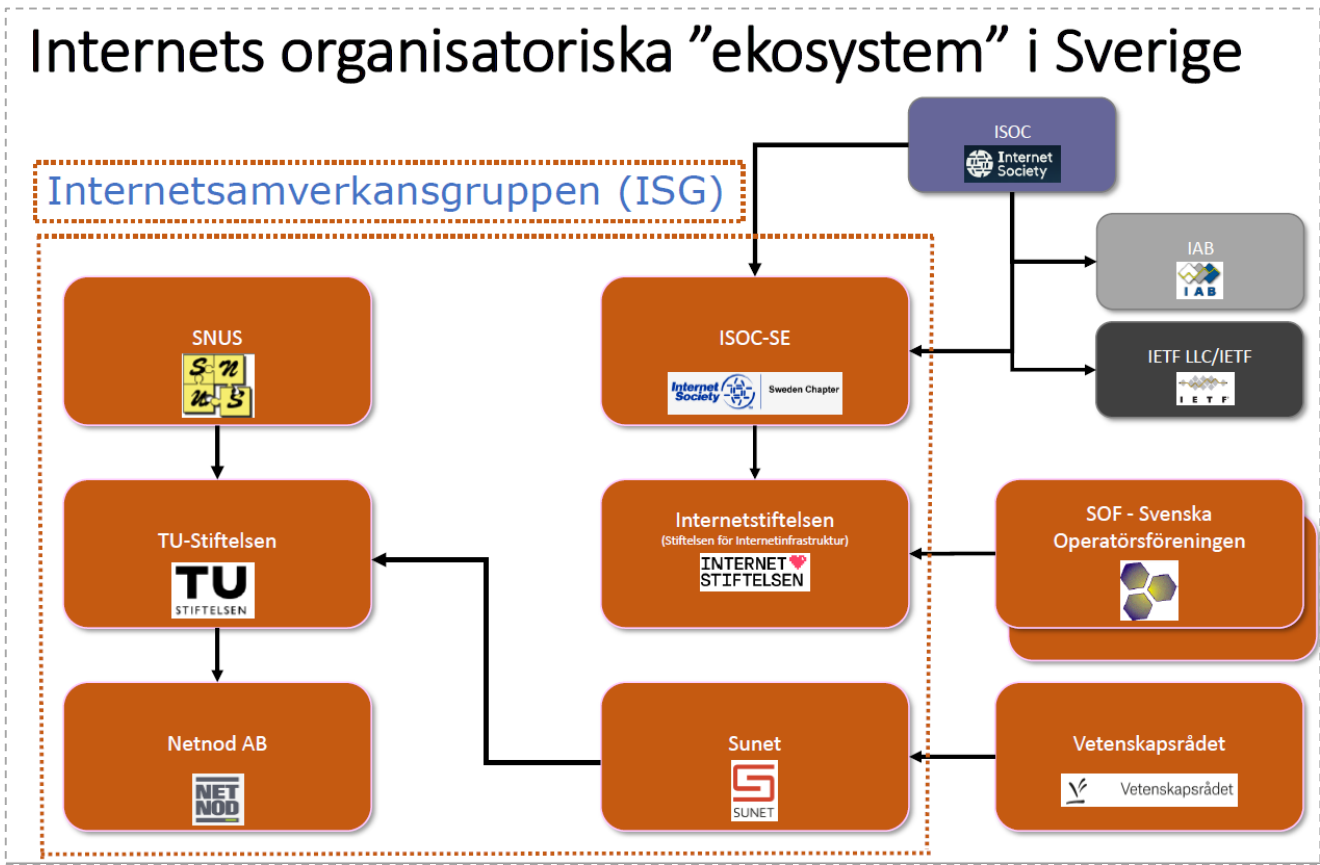 Internets organisatoriska ”ekosystem” i Sverige
ISOC
Internet
Society
Internetsamverkansgruppen (ISG)
IAB
IAB
SNUS
S N
U S
ISOC-SE
Internet
Society
Sweden Chapter
IETF LLC/IETF
I E T F
TU-Stiftelsen
TU
STIFTELSEN
Internetstiftelsen
(Stiftelsen för Internetinfrastruktur)
INTERNET
STIFTELSEN
SOF - Svenska
Operatörsföreningen
Netnod AB
NET
NOD
Sunet
SUNET
Vetenskapsrådet
Vetenskapsrådet